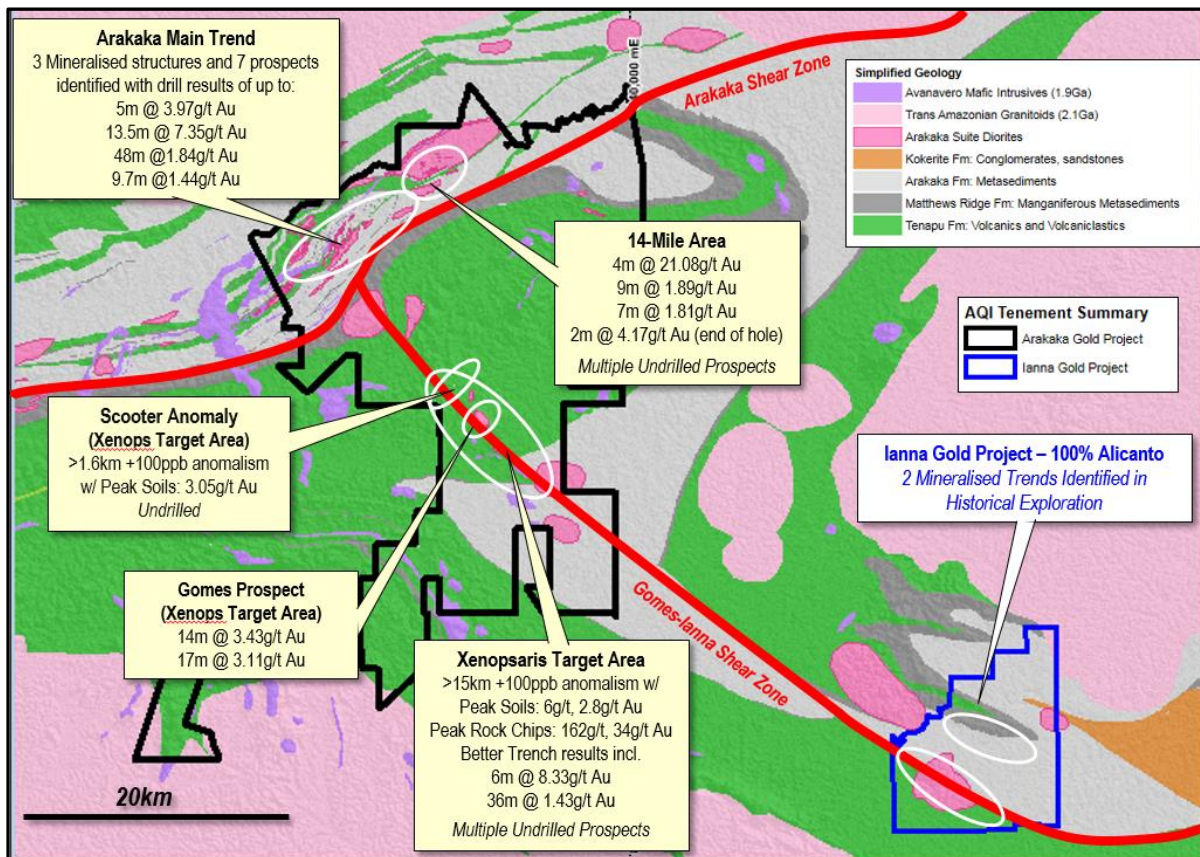 Arakaka Main Trend
3 Mineralised structures and 7 prospects
identified with drill results of up to:
5m @ 3.97g/t Au
13.5m @ 7.35g/t Au
48m @1.84g/t Au
9.7m @1.44g/t Au
0,000 mE
Arakaka Shear Zone
Simplified Geology
Avanavero Mafic Intrusives (1.9Ga)
Trans Amazonian Granitoids (2.1Ga)
Arakaka Suite Diorites
Kokerite Fm: Conglomerates, sandstones
Arakaka Fm: Metasediments
Matthews Ridge Fm: Manganiferous Metasediments
Tenapu Fm: Volcanics and Volcaniclastics
14-Mile Area
4m @ 21.08g/t Au
9m @ 1.89g/t Au
7m @ 1.81g/t Au
2m @ 4.17g/t Au (end of hole)
Multiple Undrilled Prospects
AQI Tenement Summary
Arakaka Gold Project
Ianna Gold Project
Scooter Anomaly
(Xenops Target Area)
>1.6km +100ppb anomalism
w/ Peak Soils: 3.05g/t Au
Undrilled
Ianna Gold Project – 100% Alicanto
2 Mineralised Trends Identified in
Historical Exploration
Gomes Prospect
(Xenops Target Area)
14m @ 3.43g/t Au
17m @ 3.11g/t Au
Gomes-Ianna Shear Zone
Xenopsaris Target Area
>15km +100ppb anomalism w/
Peak Soils: 6g/t, 2.8g/t Au
Peak Rock Chips: 162g/t, 34g/t Au
Better Trench results incl.
6m @ 8.33g/t Au
36m @ 1.43g/t Au
Multiple Undrilled Prospects
20km